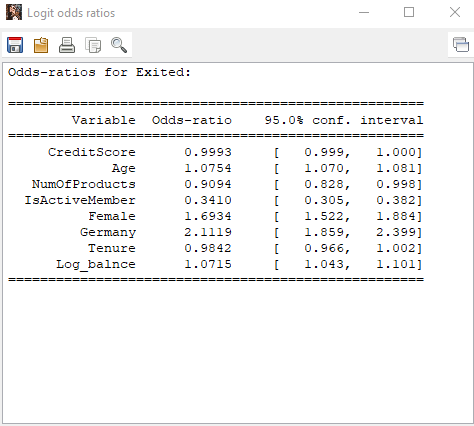 Logit odds ratios
Odds-ratios for Exited:
=====================================================
Variable Odds-ratio 95.0% conf. interval
=====================================================
CreditScore 0.9993 [ 0.999, 1.000]
Age 1.0754 [ 1.070, 1.081]
NumOfProducts 0.9094 [ 0.828, 0.998]
IsActiveMember 0.3410 [ 0.305, 0.382]
Female 1.6934 [ 1.522, 1.884]
Germany 2.1119 [ 1.859, 2.399]
Tenure 0.9842 [ 0.966, 1.002]
Log_balnce 1.0715 [ 1.043, 1.101]
=====================================================